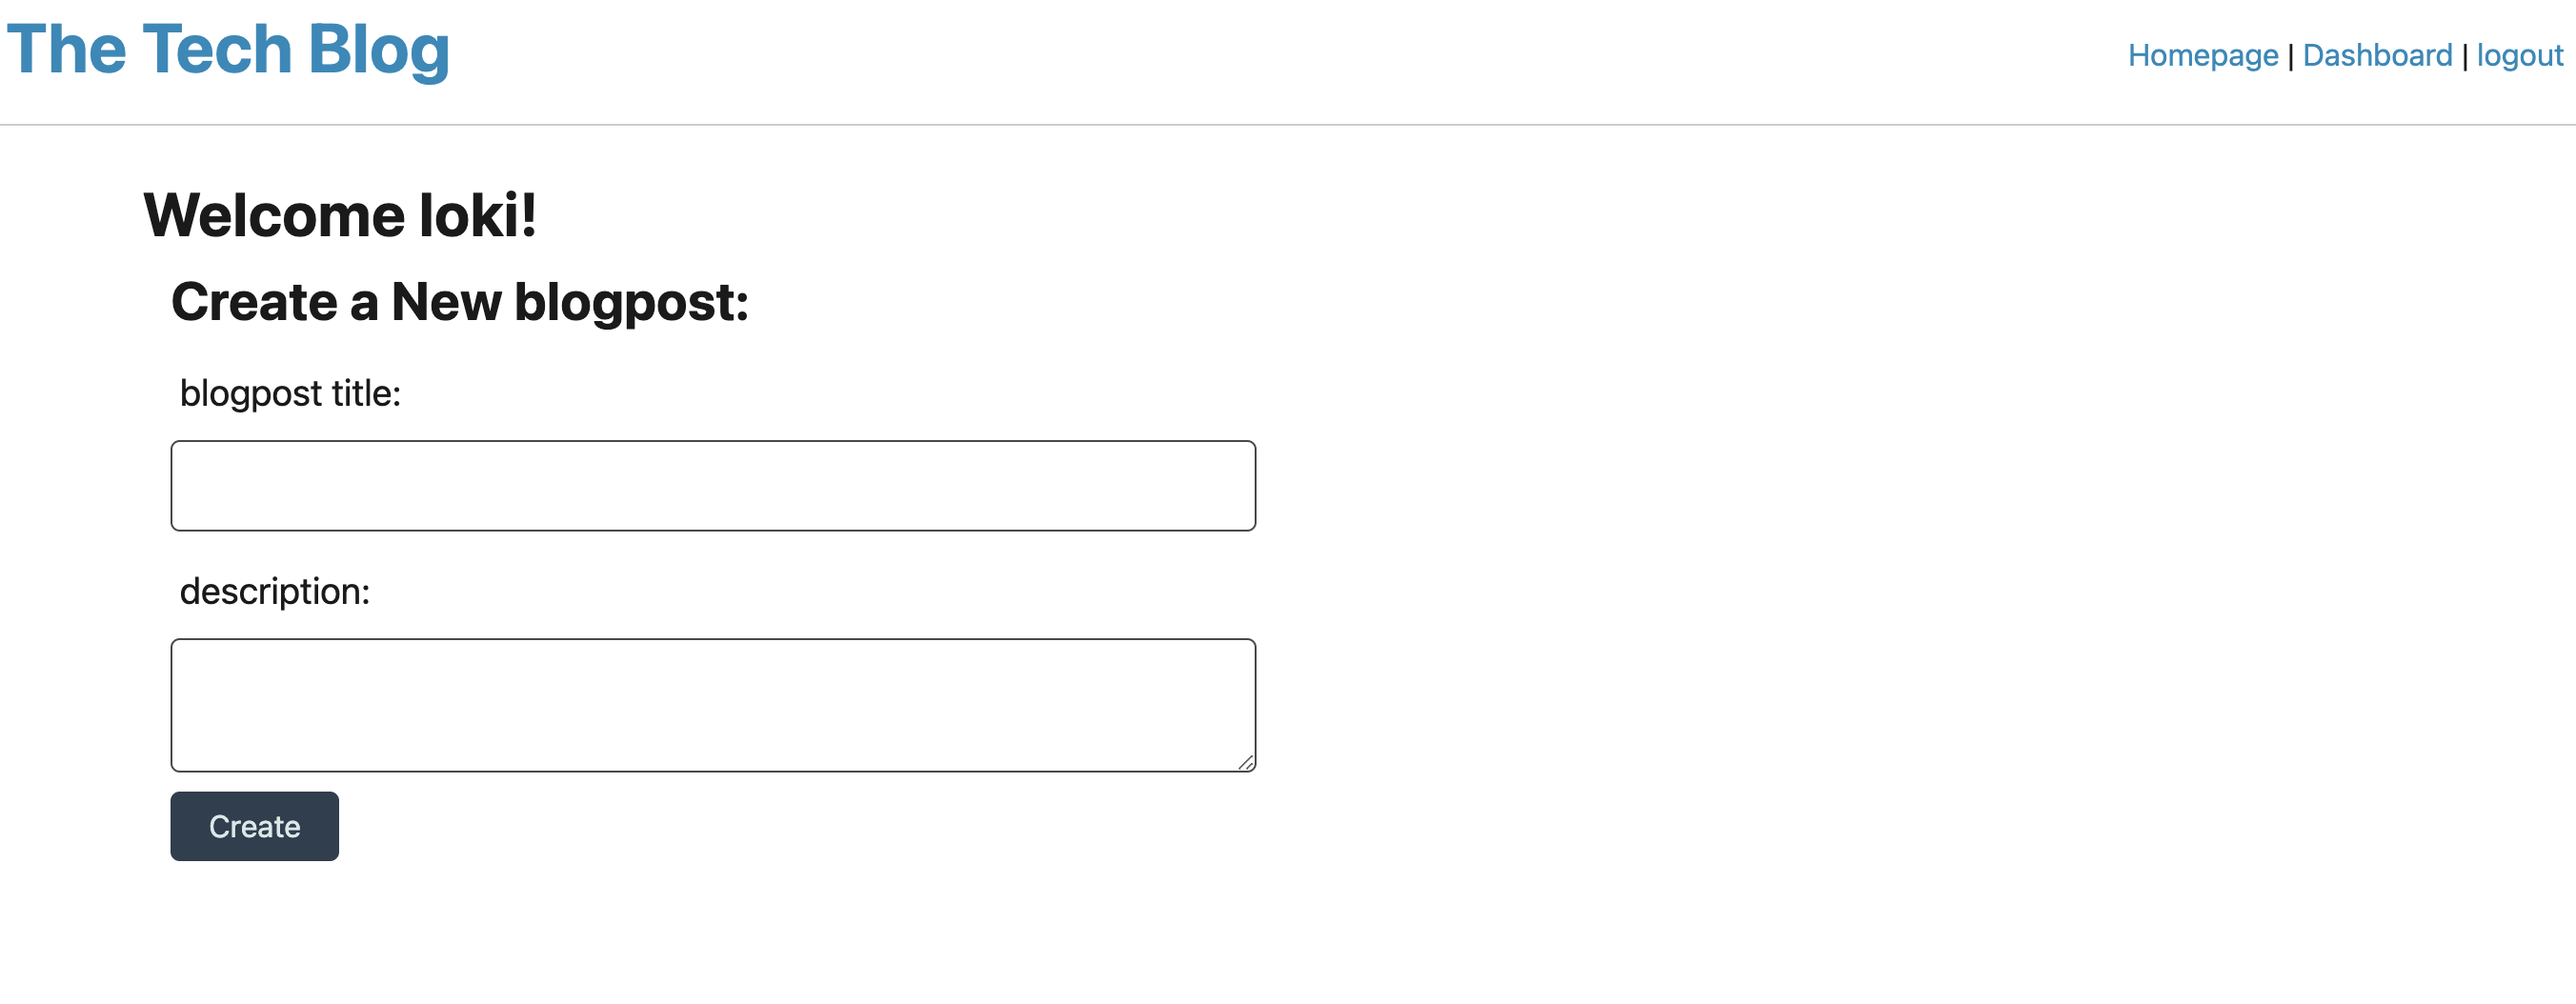 The Tech Blog
Homepage | Dashboard | logout
Welcome loki!
Create a New blogpost:
blogpost title:
description:
Create